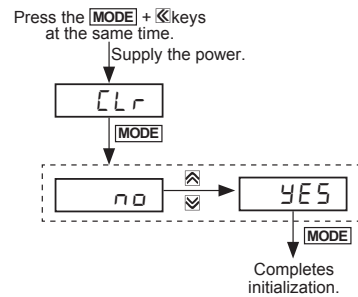 Press the MODE + ≪ keys
at the same time.
Supply the power.
CLr
MODE
no
YES
MODE
Completes
initialization.